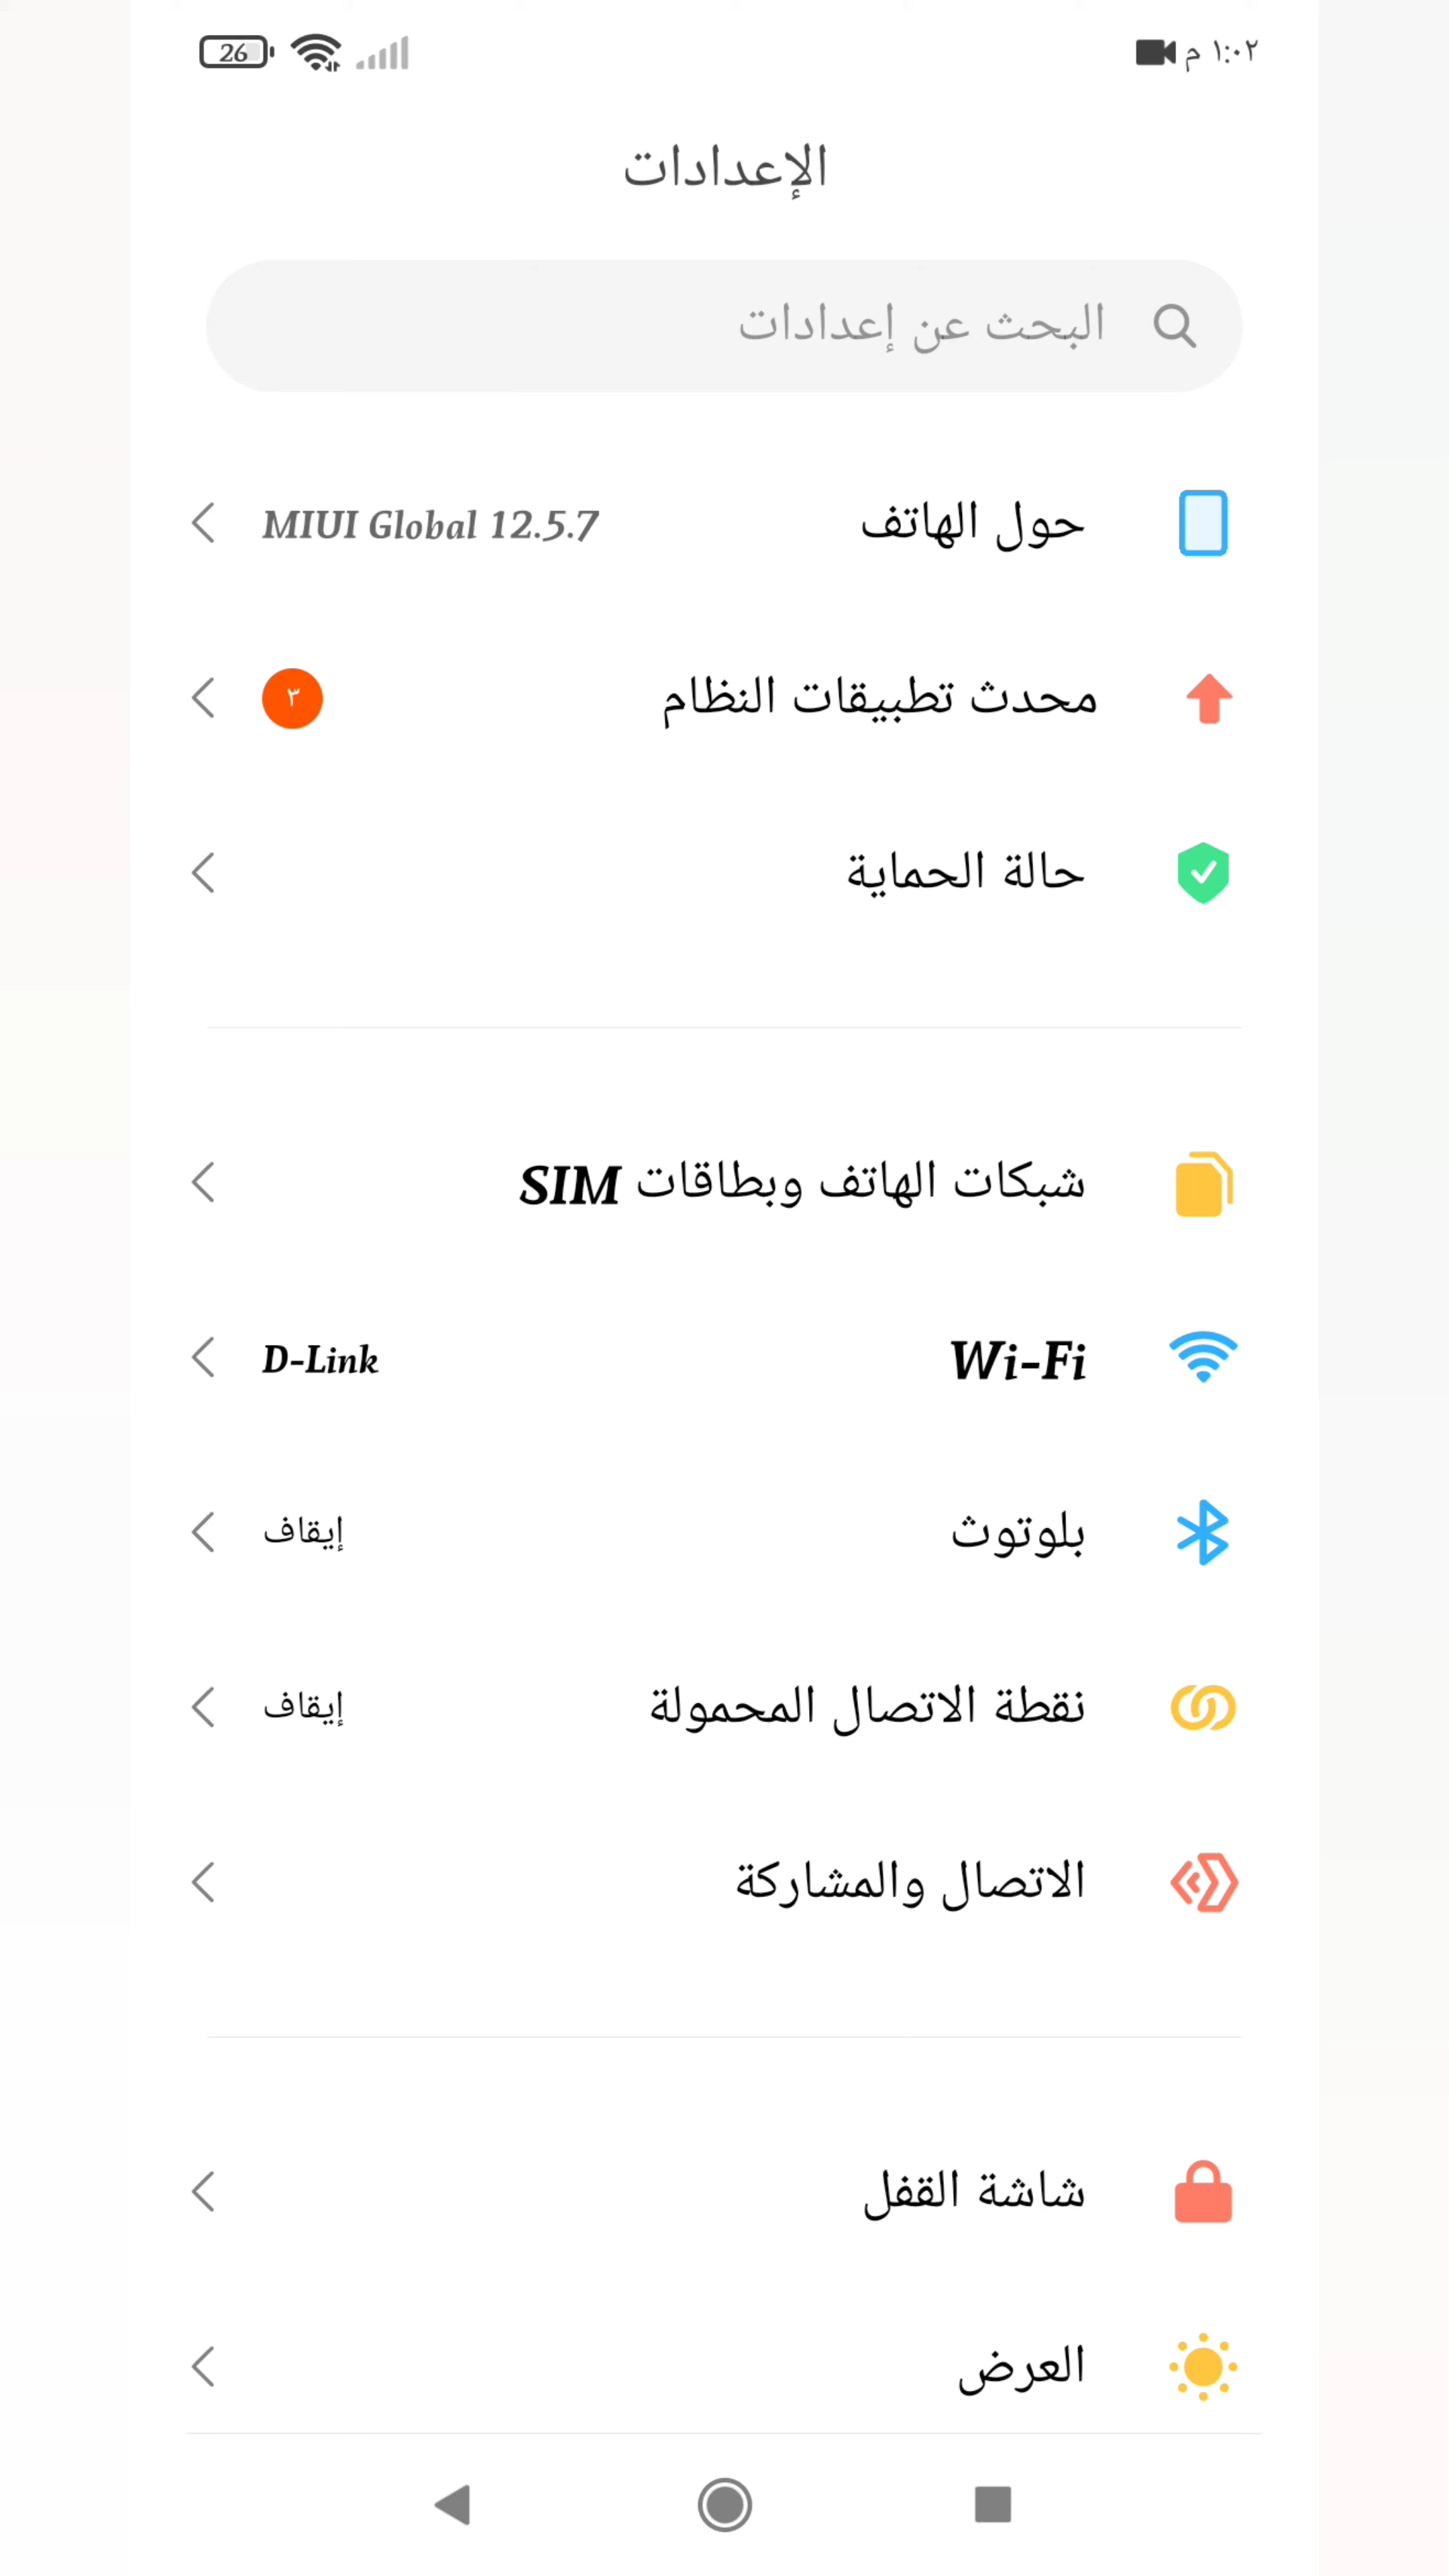 ١:٠٢ م 26
الإعدادات
البحث عن إعدادات
حول الهاتف MIUI Global 12.5.7
محدث تطبيقات النظام ٣
حالة الحماية
شبكات الهاتف وبطاقات SIM
Wi-Fi D-Link
بلوتوث إيقاف
نقطة الاتصال المحمولة إيقاف
الاتصال والمشاركة
شاشة القفل
العرض